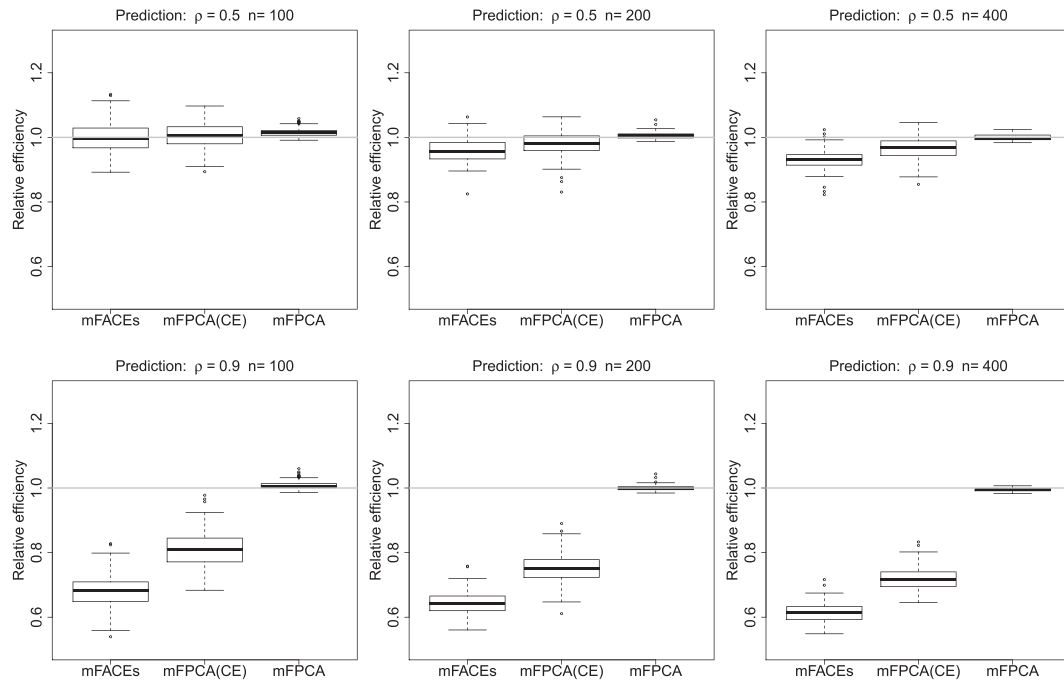 Prediction: ρ = 0.5 n= 100
Relative efficiency
1.2
1.0
0.8
0.6
mFACEs mFPCA(CE) mFPCA
Prediction: ρ = 0.5 n= 200
Relative efficiency
1.2
1.0
0.8
0.6
mFACEs mFPCA(CE) mFPCA
Prediction: ρ = 0.5 n= 400
Relative efficiency
1.2
1.0
0.8
0.6
mFACEs mFPCA(CE) mFPCA
Prediction: ρ = 0.9 n= 100
Relative efficiency
1.2
1.0
0.8
0.6
mFACEs mFPCA(CE) mFPCA
Prediction: ρ = 0.9 n= 200
Relative efficiency
1.2
1.0
0.8
0.6
mFACEs mFPCA(CE) mFPCA
Prediction: ρ = 0.9 n= 400
Relative efficiency
1.2
1.0
0.8
0.6
mFACEs mFPCA(CE) mFPCA